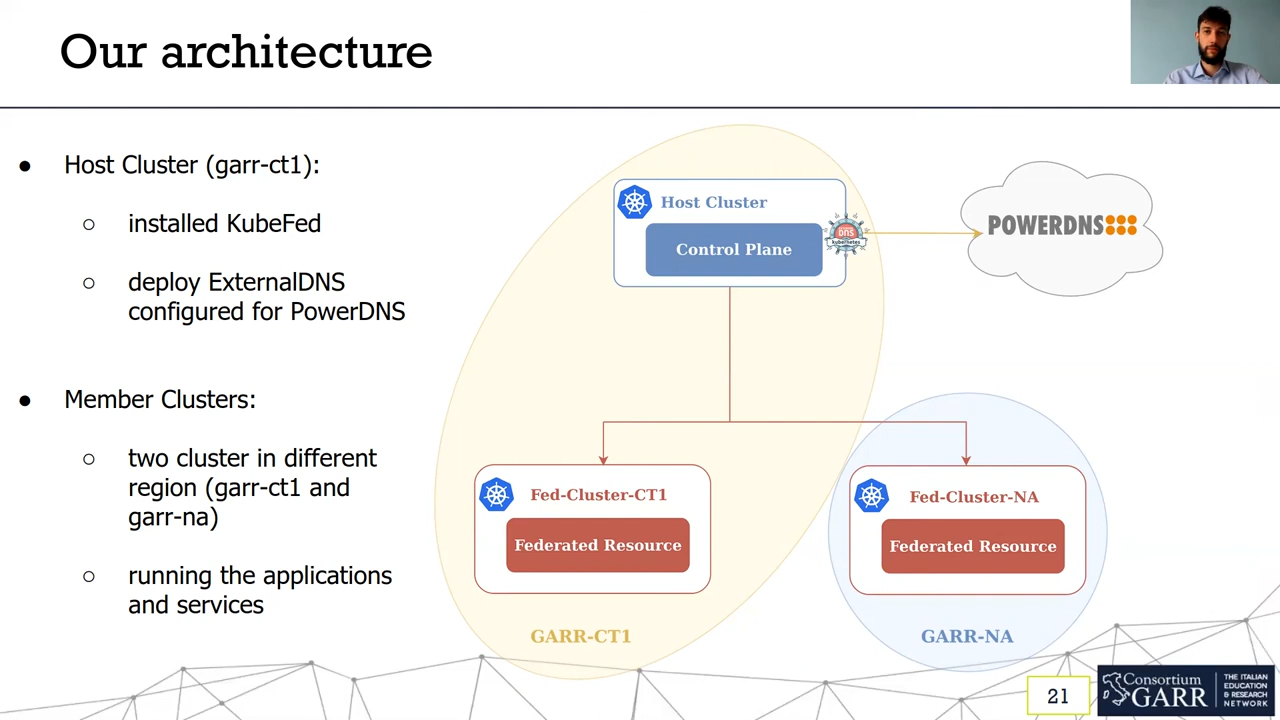 Our architecture
● Host Cluster (garr-ct1):
○ installed KubeFed
○ deploy ExternalDNS
configured for PowerDNS
● Member Clusters:
○ two cluster in different
region (garr-ct1 and
garr-na)
○ running the applications
and services
Host Cluster
Control Plane
DNS
kubernetes
POWERDNS
Fed-Cluster-CT1
Federated Resource
GARR-CT1
Fed-Cluster-NA
Federated Resource
GARR-NA
21
Consortium
GARR
THE ITALIAN
EDUCATION
& RESEARCH
NETWORK